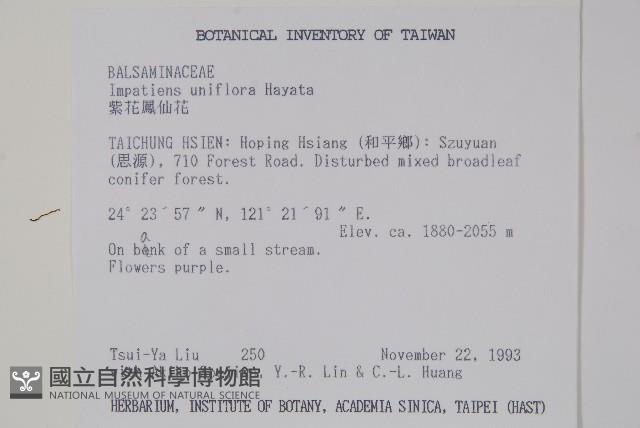 BOTANICAL INVENTORY OF TAIWAN
BALSAMINACEAE
Impatiens uniflora Hayata
紫花鳳仙花
TAICHUNG HSIEN: Hoping Hsiang (和平鄉): Szuyuan
(思源), 710 Forest Road. Disturbed mixed broadleaf
conifer forest.
24° 23´57 ″ N, 121° 21´91 ″ E.
Elev. ca. 1880-2055 m
On bank of a small stream.
Flowers purple.
Tsui-Ya Liu 250 November 22, 1993
Y.-R. Lin & C.-L. Huang
國立自然科學博物館
NATIONAL MUSEUM OF NATURAL SCIENCE
HERBARIUM, INSTITUTE OF BOTANY, ACADEMIA SINICA, TAIPEI (HAST)